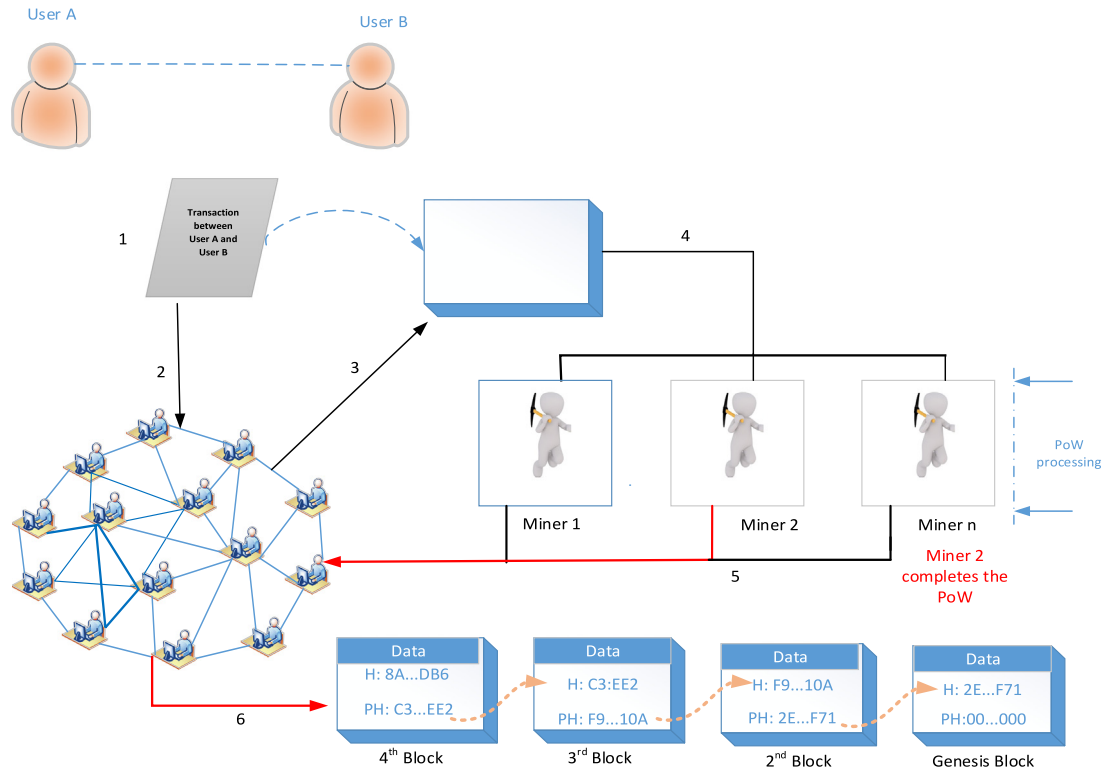 User A
User B
Transaction
between
User A and
User B
1
2
3
4
Miner 1
Miner 2
Miner n
PoW
processing
5
Miner 2
completes the
PoW
6
Data
H: 8A...DB6
PH: C3...EE2
4th Block
Data
H: C3:EE2
PH: F9...10A
3rd Block
Data
H: F9...10A
PH: 2E...F71
2nd Block
Data
H: 2E...F71
PH:00...000
Genesis Block